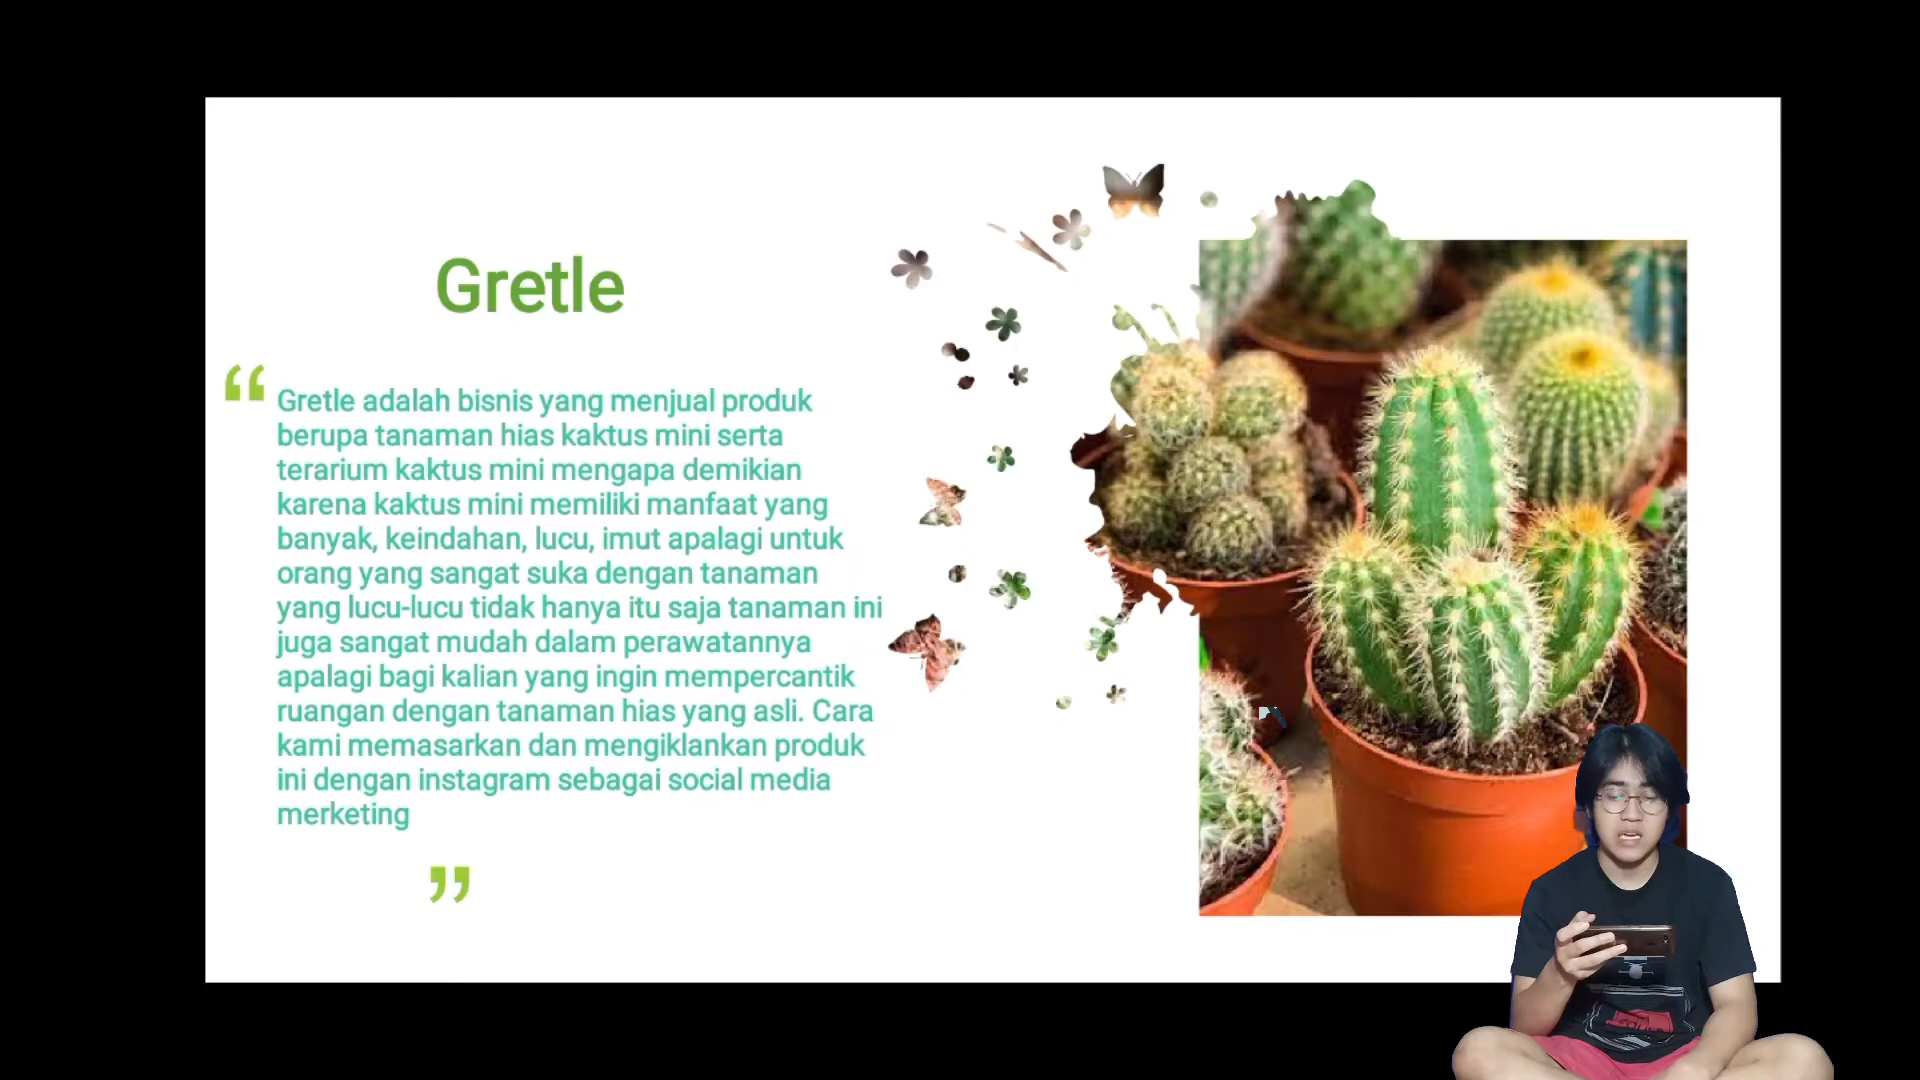 Gretle
“ Gretle adalah bisnis yang menjual produk
berupa tanaman hias kaktus mini serta
terarium kaktus mini mengapa demikian
karena kaktus mini memiliki manfaat yang
banyak, keindahan, lucu, imut apalagi untuk
orang yang sangat suka dengan tanaman
yang lucu-lucu tidak hanya itu saja tanaman ini
juga sangat mudah dalam perawatannya
apalagi bagi kalian yang ingin mempercantik
ruangan dengan tanaman hias yang asli. Cara
kami memasarkan dan mengiklankan produk
ini dengan instagram sebagai social media
merketing
”